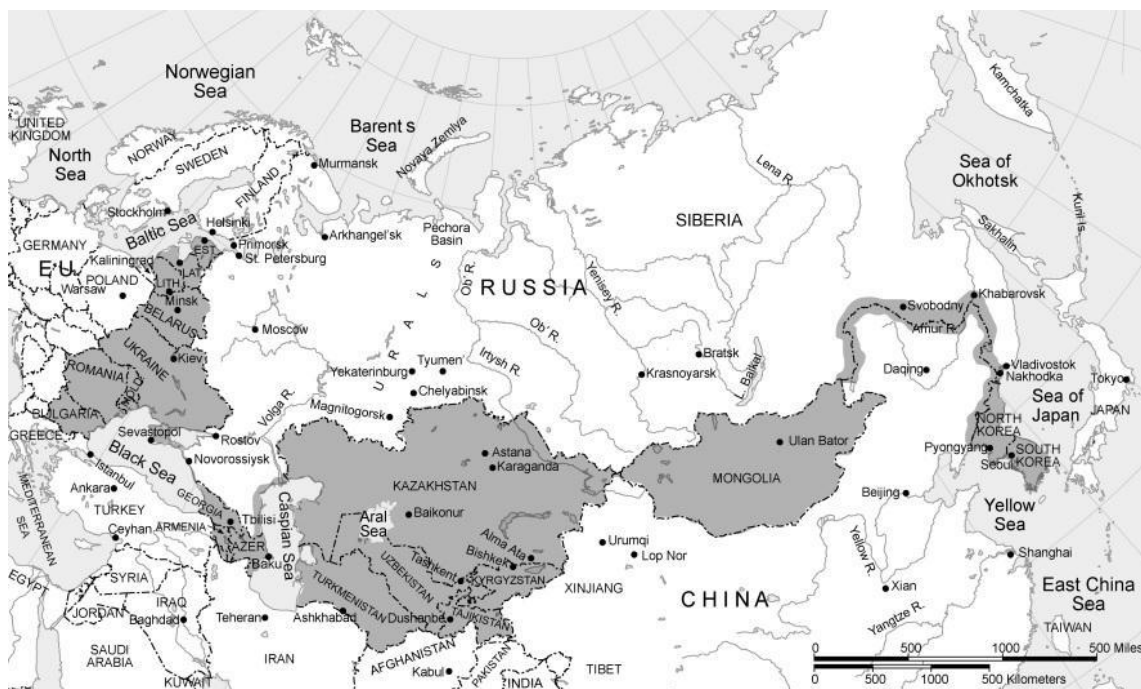 Norwegian
Sea
UNITED
KINGDOM
North
Sea
NORWAY
SWEDEN
FINLAND
Murmansk
Barent s
Sea
Novaya Zemlya
Kamchatka
Lena R.
Sea of
Okhotsk
Kuril Is.
Sakhalin
Stockholm
Baltic Sea
Helsinki
Primorsk
St. Petersburg
Arkhangel'sk
Pechora
Basin
SIBERIA
GERMANY
E.U.
Kaliningrad
EST.
LAT.
LITH
POLAND
Warsaw
Minsk
BELARUS
Moscow
URALS
Ob' R.
RUSSIA
Yenisey R.
Ob' R.
Irtysh R.
Khabarovsk
Svobodny
Amur R.
UKRAINE
Kiev
ROMANIA
MOLD.
BULGARIA
Volga R.
Yekaterinburg
Tyumen'
Chelyabinsk
Magnitogorsk
Bratsk
Krasnoyarsk
L. Baikal
Daqing
Vladivostok
Nakhodka
Tokyo
Sea of
Japan
JAPAN
GREECE
Sevastopol
Rostov
Black Sea
Novorossiysk
Istanbul
Ankara
TURKEY
MEDITERRANEAN
SEA
Astana
Karaganda
KAZAKHSTAN
Ulan Bator
MONGOLIA
NORTH
KOREA
Pyongyang
Seoul
SOUTH
KOREA
Beijing
GEORGIA
Tbilisi
ARMENIA
AZER.
Baku
Caspian Sea
Aral
Sea
Baikonur
Ceyhan
Alma Ata
Bishkek
Tashkent
UZBEKISTAN
KYRGYZSTAN
Urumqi
Lop Nor
XINJIANG
CHINA
Yellow R.
Yellow
Sea
Shanghai
Xian
Yangtze R.
East China
Sea
TAIWAN
EGYPT
SYRIA
JORDAN
IRAQ
Baghdad
Teheran
TURKMENISTAN
Ashkhabad
Dushanbe
TAJIKISTAN
SAUDI
ARABIA
KUWAIT
IRAN
AFGHANISTAN
Kabul
PAKISTAN
INDIA
TIBET
0 500 1000 500 Miles
0 500 1000 500 Kilometers